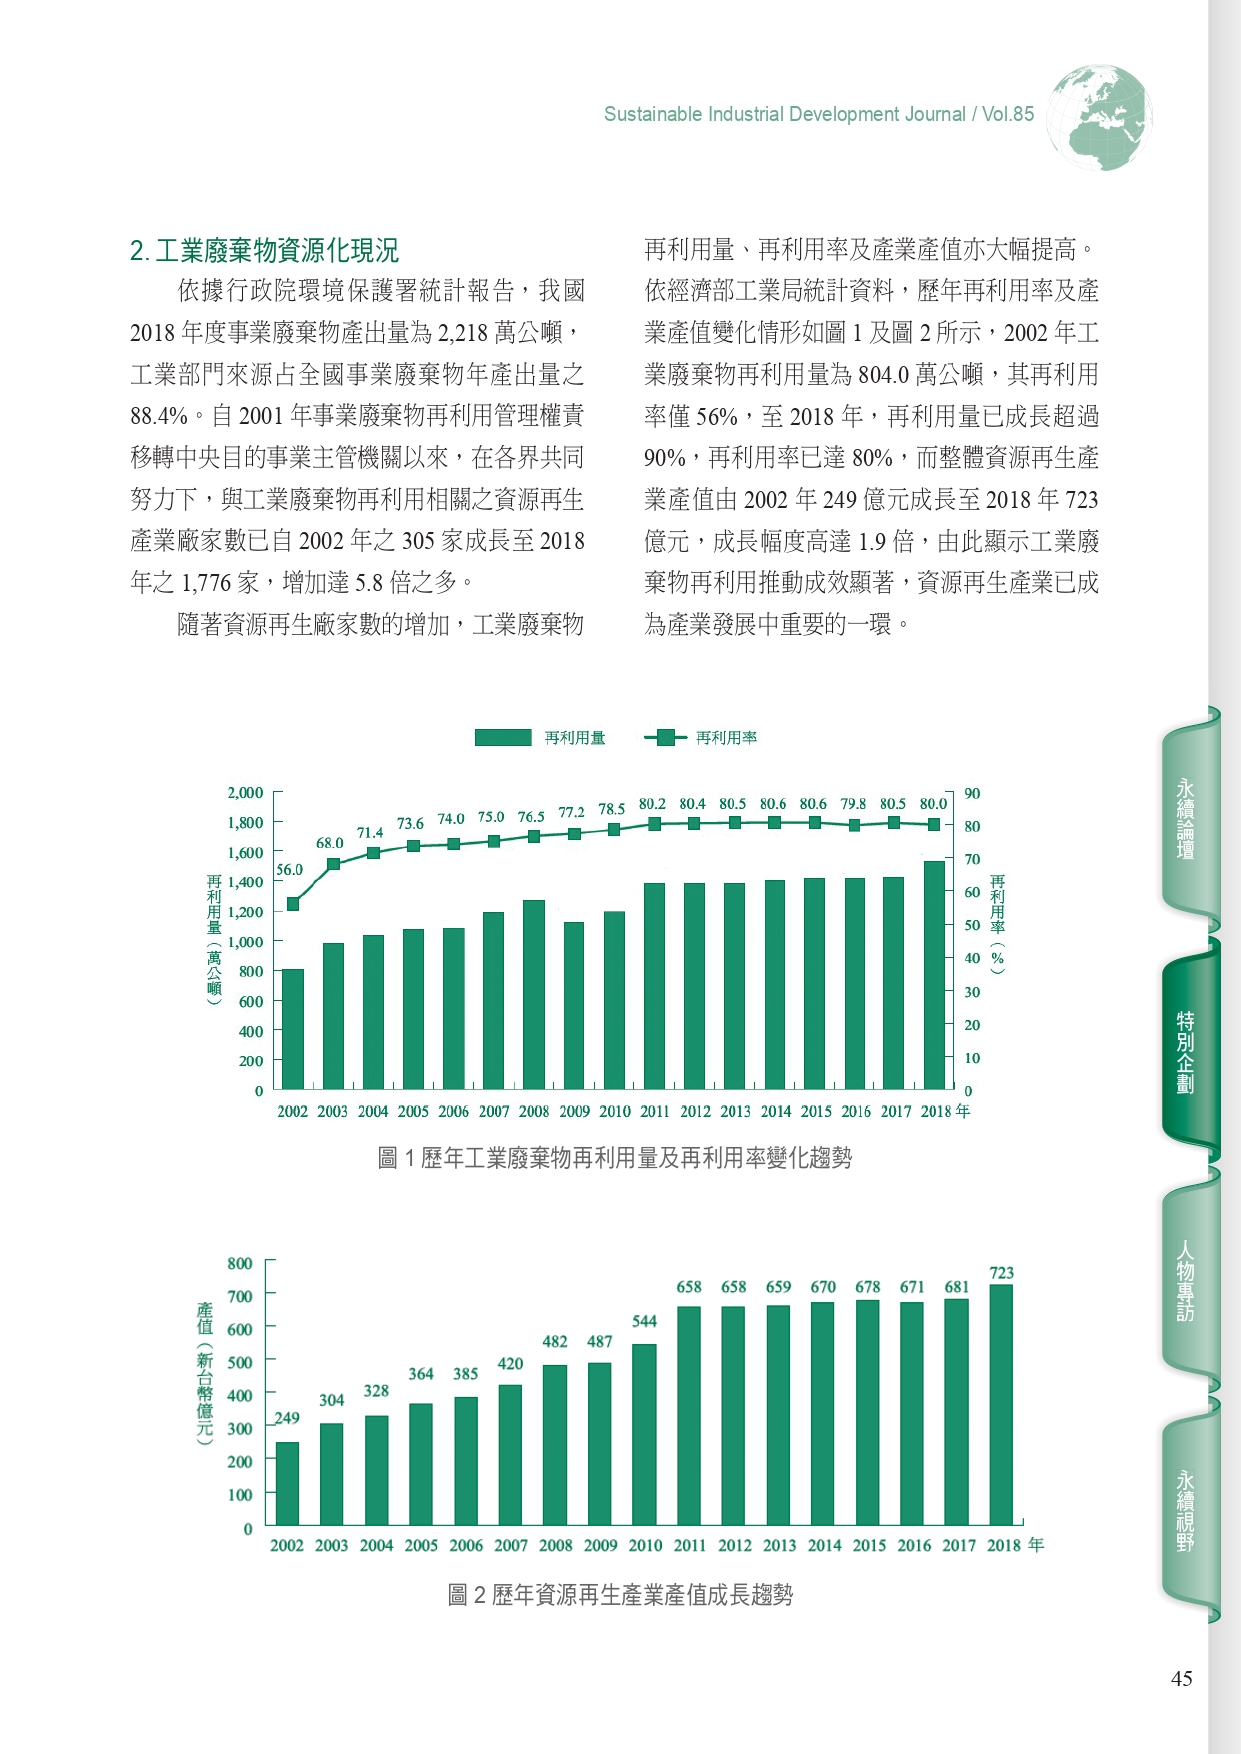 Sustainable Industrial Development Journal / Vol.85
2. 工業廢棄物資源化現況
依據行政院環境保護署統計報告，我國
2018 年度事業廢棄物產出量為 2,218 萬公噸，
工業部門來源占全國事業廢棄物年產出量之
88.4%。自 2001 年事業廢棄物再利用管理權責
移轉中央目的事業主管機關以來，在各界共同
努力下，與工業廢棄物再利用相關之資源再生
產業廠家數已自 2002 年之 305 家成長至 2018
年之 1,776 家，增加達 5.8 倍之多。
隨著資源再生廠家數的增加，工業廢棄物
再利用量、再利用率及產業產值亦大幅提高。
依經濟部工業局統計資料，歷年再利用率及產
業產值變化情形如圖 1 及圖 2 所示，2002 年工
業廢棄物再利用量為 804.0 萬公噸，其再利用
率僅 56%，至 2018 年，再利用量已成長超過
90%，再利用率已達 80%，而整體資源再生產
業產值由 2002 年 249 億元成長至 2018 年 723
億元，成長幅度高達 1.9 倍，由此顯示工業廢
棄物再利用推動成效顯著，資源再生產業已成
為產業發展中重要的一環。
再利用量 再利用率
再利用量（萬公噸）
2,000
1,800
1,600
1,400
1,200
1,000
800
600
400
200
0
56.0 68.0 71.4 73.6 74.0 75.0 76.5 77.2 78.5 80.2 80.4 80.5 80.6 80.6 79.8 80.5 80.0
90
80
70
60
50
40
30
20
10
0
再利用率（%）
2002 2003 2004 2005 2006 2007 2008 2009 2010 2011 2012 2013 2014 2015 2016 2017 2018 年
圖 1 歷年工業廢棄物再利用量及再利用率變化趨勢
產值（新台幣億元）
800
700
600
500
400
300
200
100
0
249 304 328 364 385 420 482 487 544 658 658 659 670 678 671 681 723
2002 2003 2004 2005 2006 2007 2008 2009 2010 2011 2012 2013 2014 2015 2016 2017 2018 年
圖 2 歷年資源再生產業產值成長趨勢
永續論壇
特別企劃
人物專訪
永續視野
45